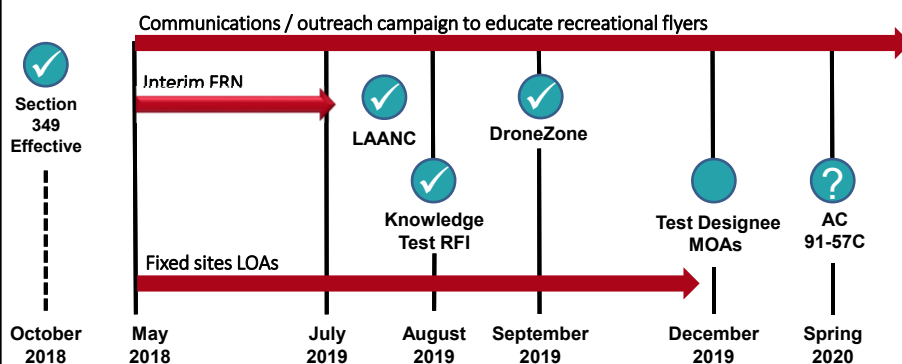 Communications / outreach campaign to educate recreational flyers
Section
349
Effective
Interim FRN
LAANC
DroneZone
Knowledge
Test RFI
Test Designee
MOAs
?
AC
91-57C
Fixed sites LOAs
October
2018
May
2018
July
2019
August
2019
September
2019
December
2019
Spring
2020